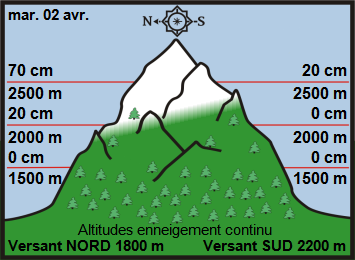 mar. 02 avr.
N S
70 cm 20 cm
2500 m 2500 m
20 cm 0 cm
2000 m 2000 m
0 cm 0 cm
1500 m 1500 m
Altitudes enneigement continu
Versant NORD 1800 m Versant SUD 2200 m